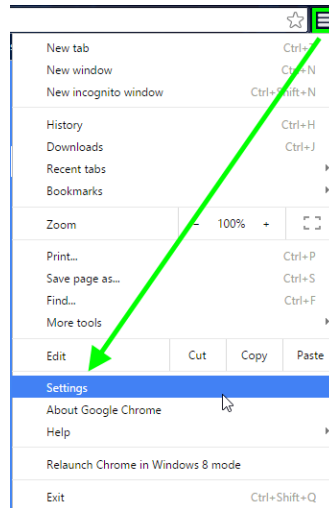 New tab Ctrl+T
New window Ctrl+N
New incognito window Ctrl+Shift+N
History Ctrl+H
Downloads Ctrl+J
Recent tabs
Bookmarks
Zoom - 100% +
Print... Ctrl+P
Save page as... Ctrl+S
Find... Ctrl+F
More tools
Edit Cut Copy Paste
Settings
About Google Chrome
Help
Relaunch Chrome in Windows 8 mode
Exit Ctrl+Shift+Q